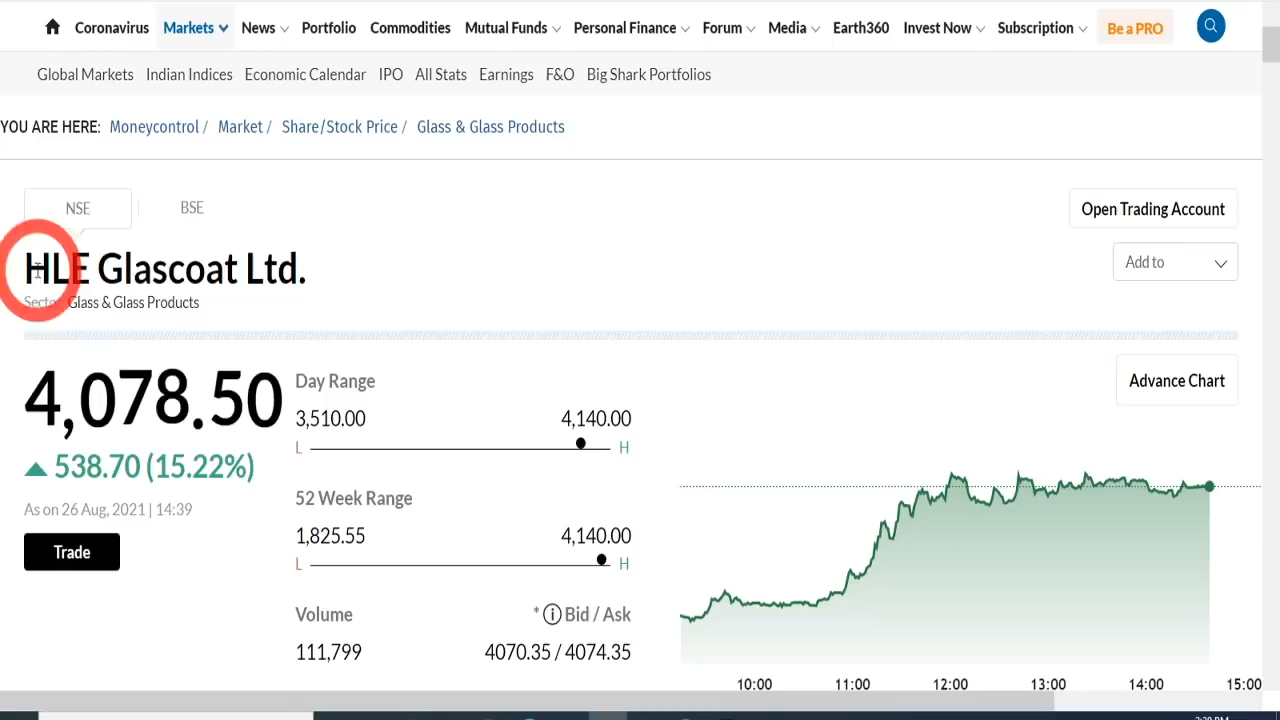 Coronavirus Markets News Portfolio Commodities Mutual Funds Personal Finance Forum Media Earth360 Invest Now Subscription Be a PRO
Global Markets Indian Indices Economic Calendar IPO All Stats Earnings F&O Big Shark Portfolios
YOU ARE HERE: Moneycontrol / Market / Share/Stock Price / Glass & Glass Products
NSE BSE
Open Trading Account
HLE Glascoat Ltd.
Add to
Sector: Glass & Glass Products
4,078.50
538.70 (15.22%)
As on 26 Aug, 2021 | 14:39
Trade
Day Range
3,510.00 4,140.00
L H
52 Week Range
1,825.55 4,140.00
L H
Volume * i Bid / Ask
111,799 4070.35 / 4074.35
Advance Chart
10:00 11:00 12:00 13:00 14:00 15:00